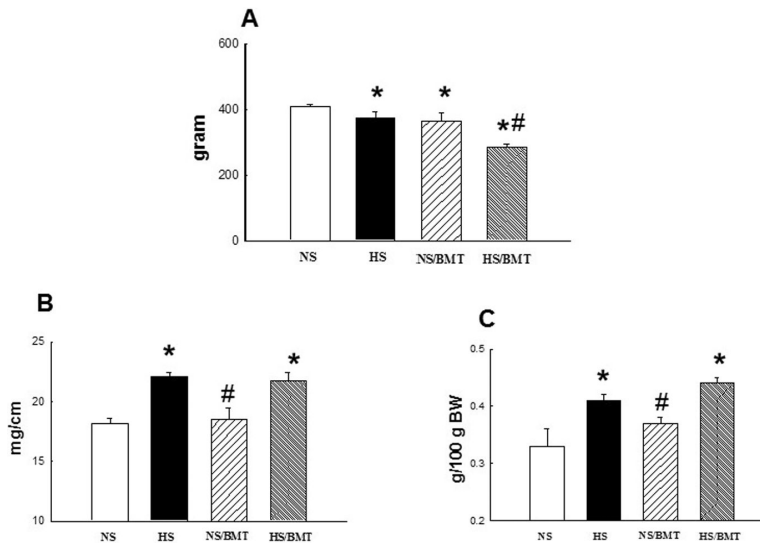 A
600
400
200
0
gram
* * *#
NS HS NS/BMT HS/BMT
B
25
20
15
10
mg/cm
* # *
NS HS NS/BMT HS/BMT
C
0.5
0.4
0.3
0.2
g/100 g BW
* # *
NS HS NS/BMT HS/BMT